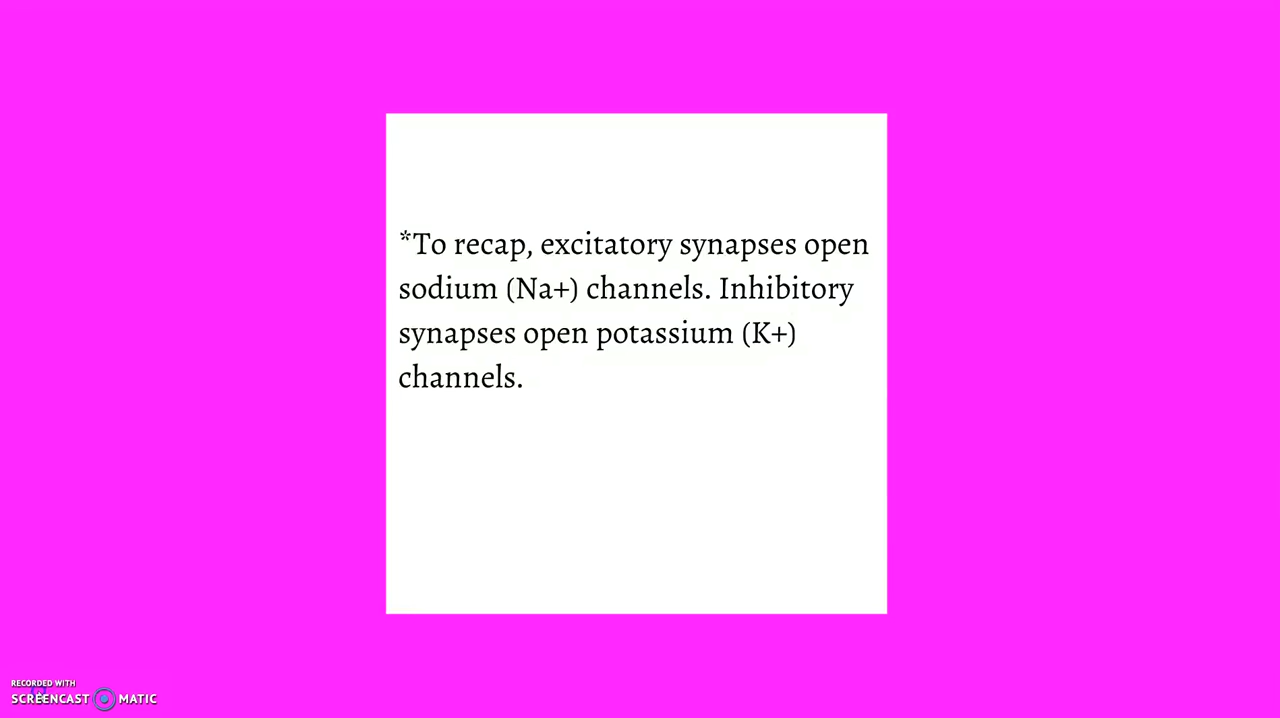 *To recap, excitatory synapses open
sodium (Na+) channels. Inhibitory
synapses open potassium (K+)
channels.
RECORDED WITH
SCREENCAST MATIC